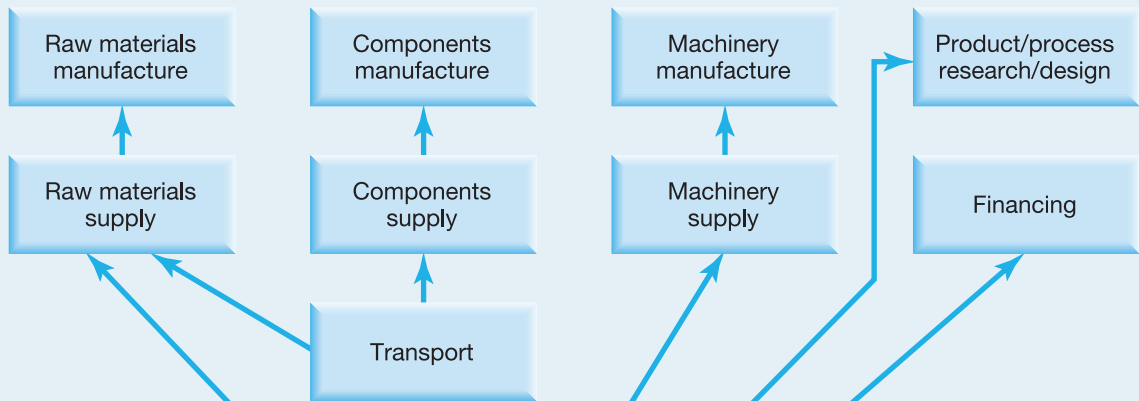 Raw materials
manufacture
Components
manufacture
Machinery
manufacture
Product/process
research/design
Raw materials
supply
Components
supply
Machinery
supply
Financing
Transport